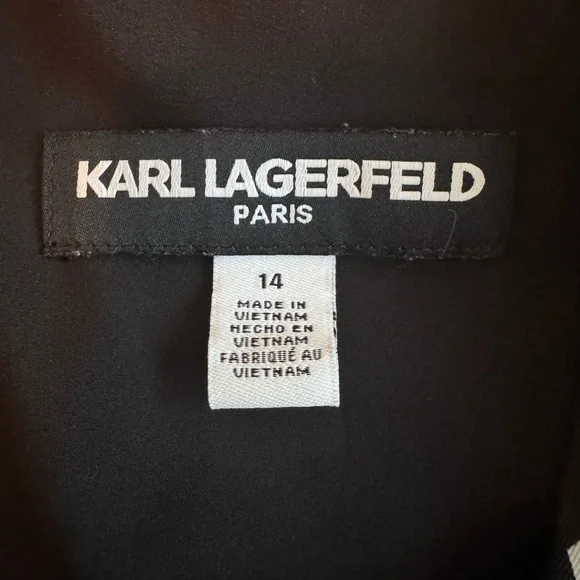 KARL LAGERFELD
PARIS
14
MADE IN
VIETNAM
HECHO EN
VIETNAM
FABRIQUÉ AU
VIETNAM